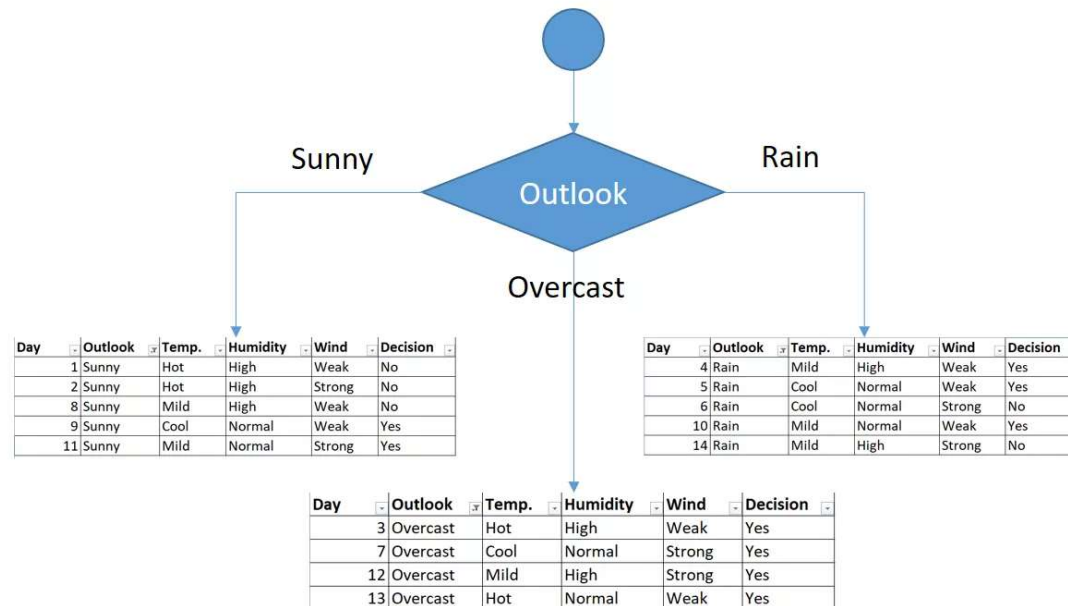 Sunny
Rain
Outlook
Overcast
Day Outlook Temp. Humidity Wind Decision
1 Sunny Hot High Weak No
2 Sunny Hot High Strong No
8 Sunny Mild High Weak No
9 Sunny Cool Normal Weak Yes
11 Sunny Mild Normal Strong Yes
Day Outlook Temp. Humidity Wind Decision
4 Rain Mild High Weak Yes
5 Rain Cool Normal Weak Yes
6 Rain Cool Normal Strong No
10 Rain Mild Normal Weak Yes
14 Rain Mild High Strong No
Day Outlook Temp. Humidity Wind Decision
3 Overcast Hot High Weak Yes
7 Overcast Cool Normal Strong Yes
12 Overcast Mild High Strong Yes
13 Overcast Hot Normal Weak Yes